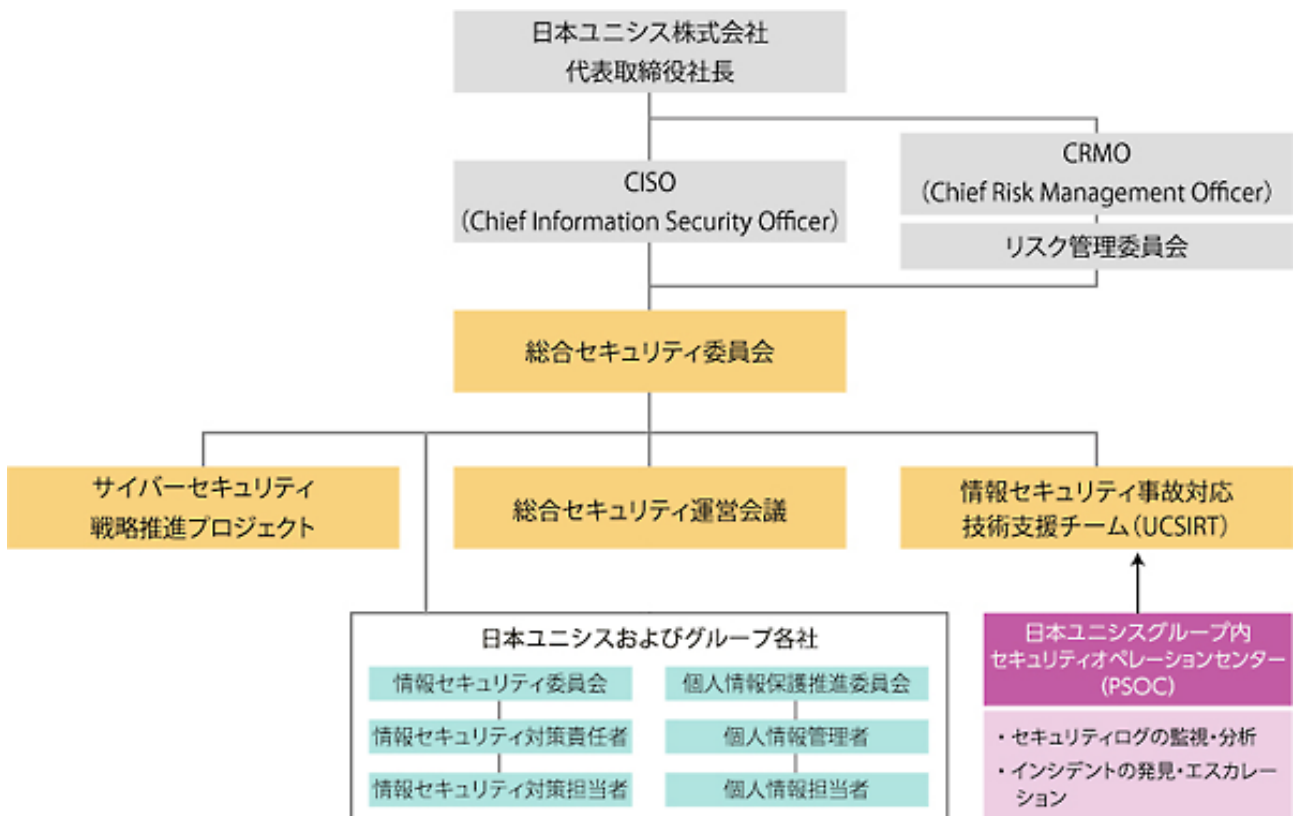 日本ユニシス株式会社
代表取締役社長
CISO
(Chief Information Security Officer)
CRMO
(Chief Risk Management Officer)
リスク管理委員会
総合セキュリティ委員会
サイバーセキュリティ
戦略推進プロジェクト
総合セキュリティ運営会議
情報セキュリティ事故対応
技術支援チーム(UCSIRT)
日本ユニシスおよびグループ各社
情報セキュリティ委員会
情報セキュリティ対策責任者
情報セキュリティ対策担当者
個人情報保護推進委員会
個人情報管理者
個人情報担当者
日本ユニシスグループ内
セキュリティオペレーションセンター
(PSOC)
・セキュリティログの監視・分析
・インシデントの発見・エスカレー
ション